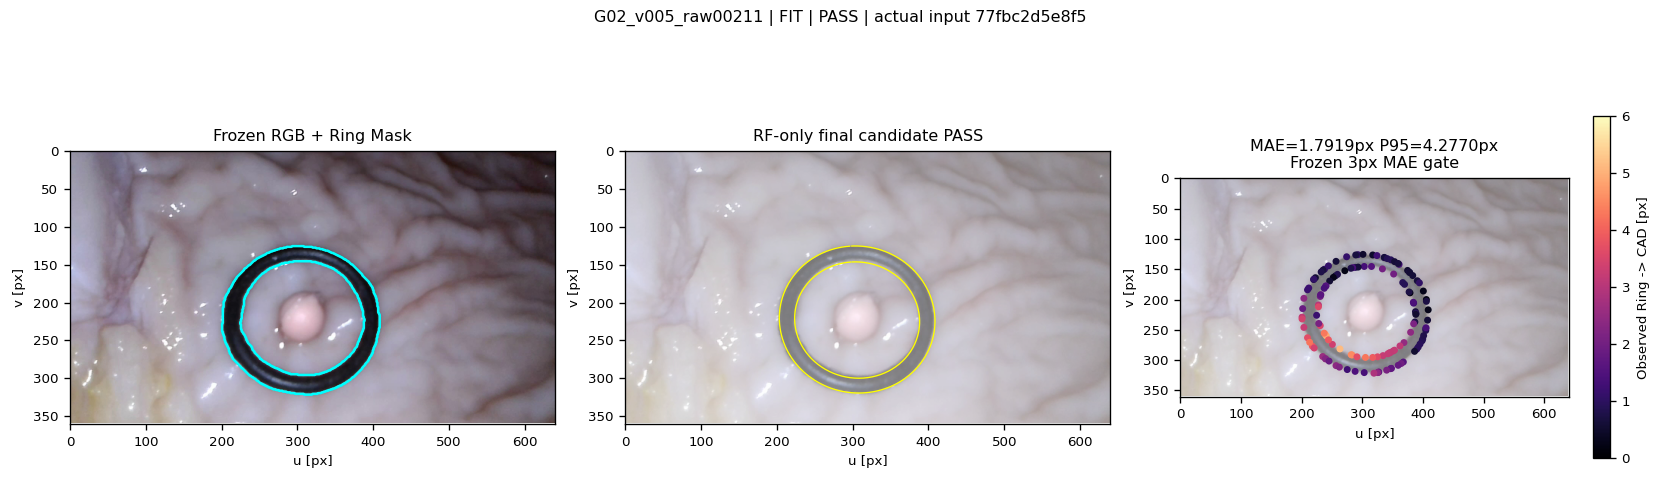 G02_v005_raw00211 | FIT | PASS | actual input 77fbc2d5e8f5
Frozen RGB + Ring Mask
0
50
100
150
200
250
300
350
v [px]
0 100 200 300 400 500 600
u [px]
RF-only final candidate PASS
0
50
100
150
200
250
300
350
v [px]
0 100 200 300 400 500 600
u [px]
MAE=1.7919px P95=4.2770px
Frozen 3px MAE gate
0
50
100
150
200
250
300
350
v [px]
0 100 200 300 400 500 600
u [px]
6
5
4
3
2
1
0
Observed Ring -> CAD [px]